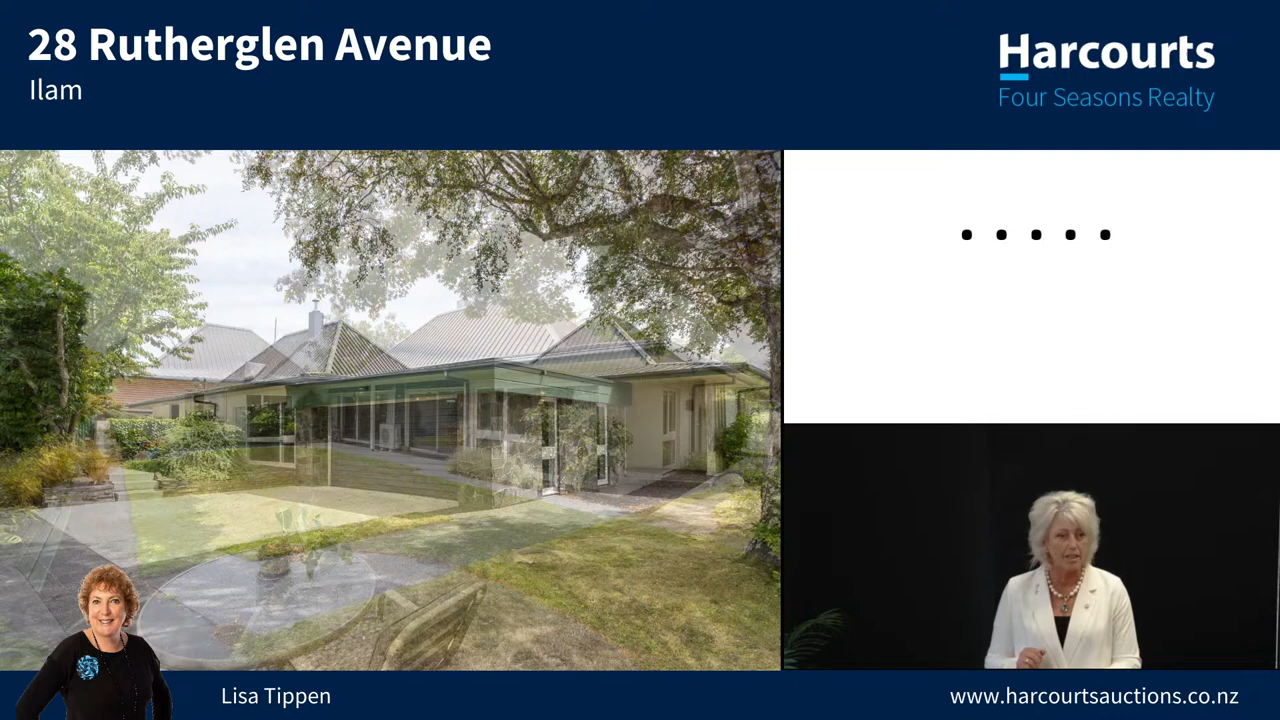 28 Rutherglen Avenue
Ilam
Harcourts
Four Seasons Realty
.....
Lisa Tippen
www.harcourtsauctions.co.nz